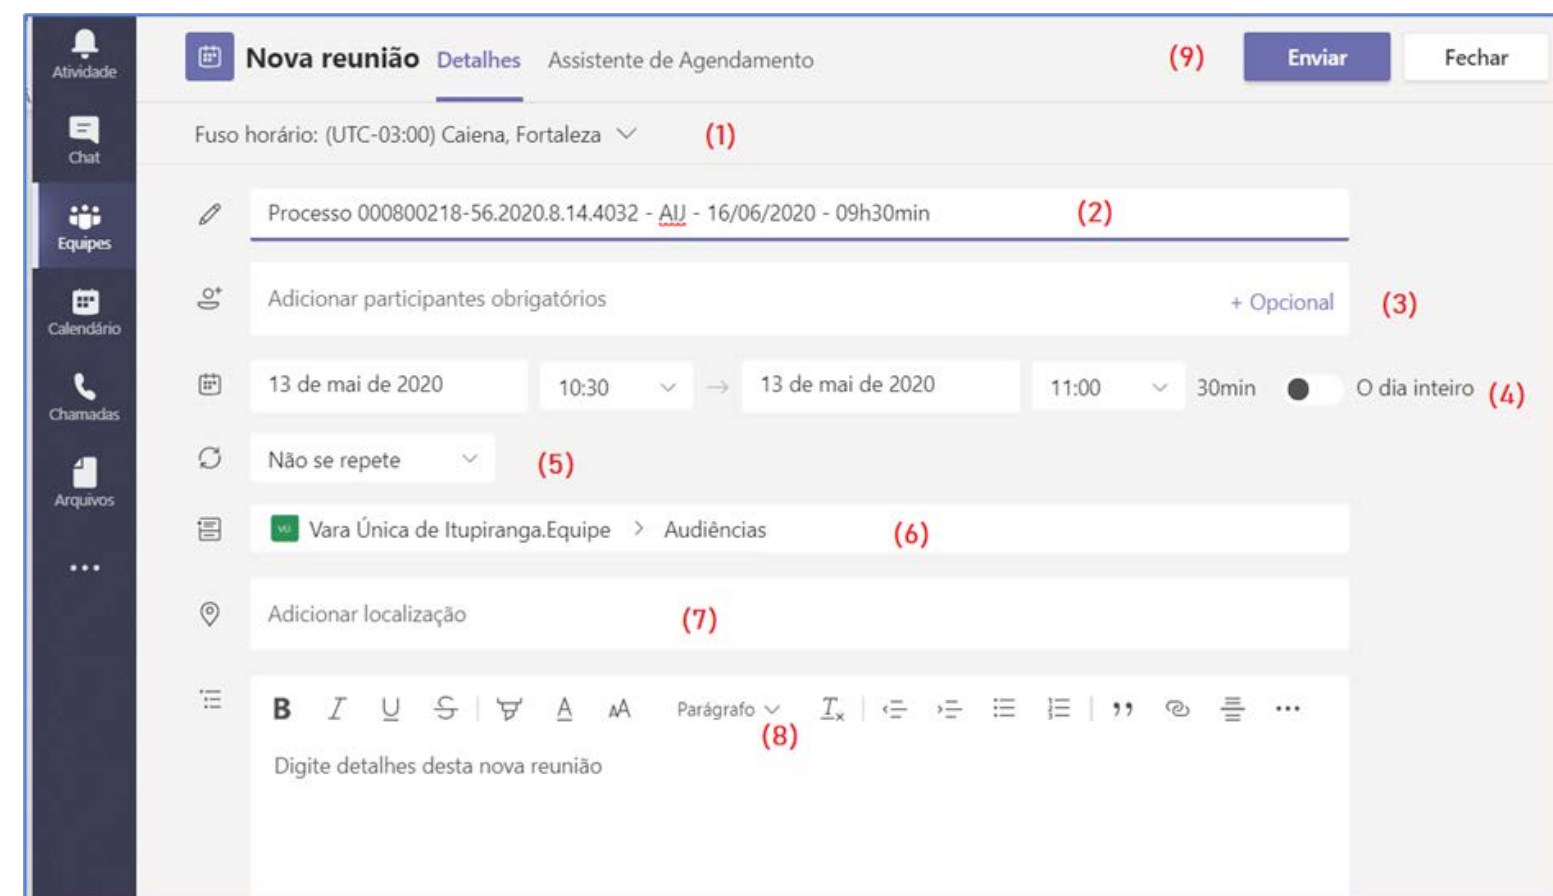 Atividade
Chat
Equipes
Calendário
Chamadas
Arquivos
Nova reunião Detalhes Assistente de Agendamento (9) Enviar Fechar
Fuso horário: (UTC-03:00) Caiena, Fortaleza (1)
Processo 000800218-56.2020.8.14.4032 - AIJ - 16/06/2020 - 09h30min (2)
Adicionar participantes obrigatórios + Opcional (3)
13 de mai de 2020 10:30 → 13 de mai de 2020 11:00 30min O dia inteiro (4)
Não se repete (5)
VÚ Vara Única de Itupiranga.Equipe > Audiências (6)
Adicionar localização (7)
B I U S A AA Parágrafo (8)
Digite detalhes desta nova reunião